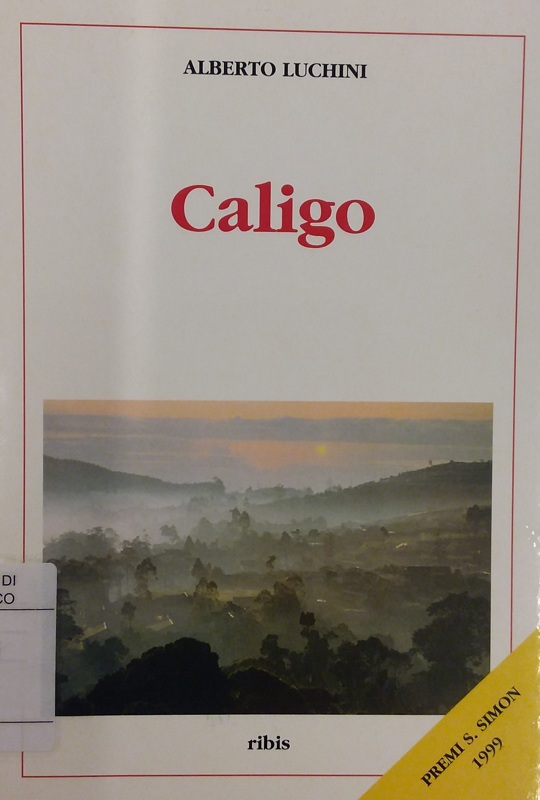 ALBERTO LUCHINI
Caligo
DI
CO
ribis
PREMI S. SIMON
1999